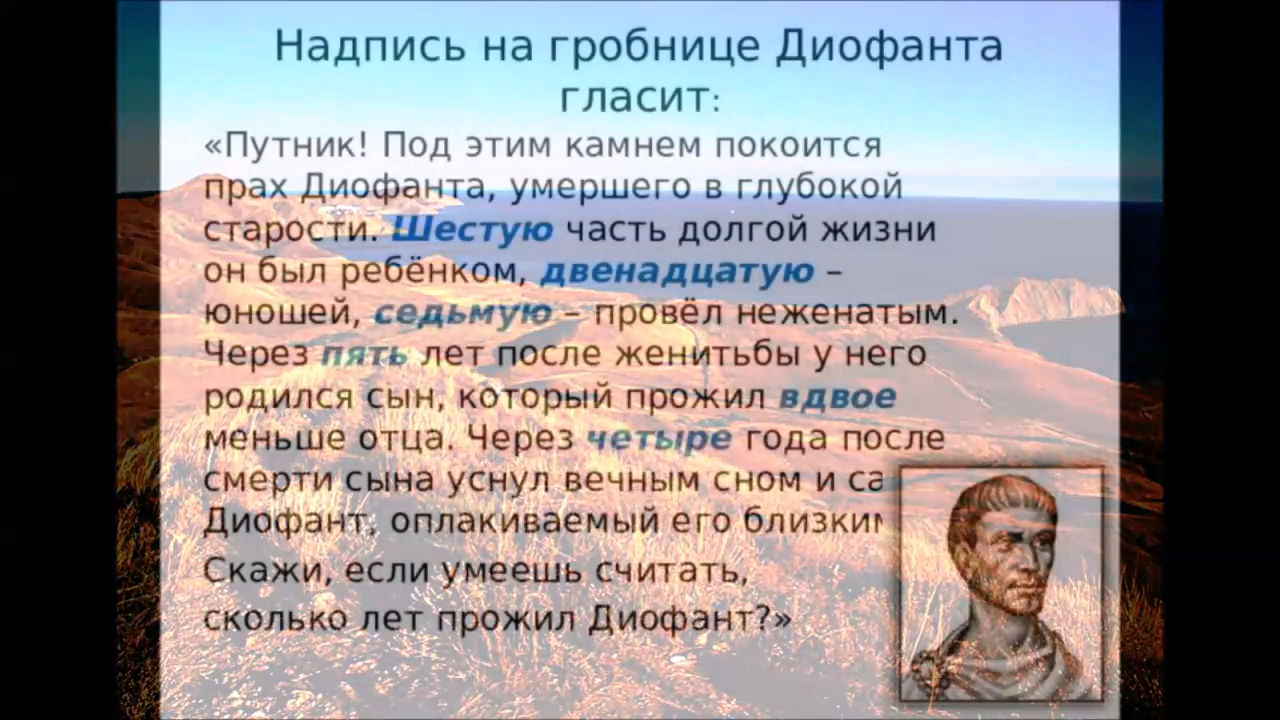 Надпись на гробнице Диофанта
гласит:
«Путник! Под этим камнем покоится
прах Диофанта, умершего в глубокой
старости. Шестую часть долгой жизни
он был ребёнком, двенадцатую –
юношей, седьмую – провёл неженатым.
Через пять лет после женитьбы у него
родился сын, который прожил вдвое
меньше отца. Через четыре года после
смерти сына уснул вечным сном и са
Диофант, оплакиваемый его близки
Скажи, если умеешь считать,
сколько лет прожил Диофант?»